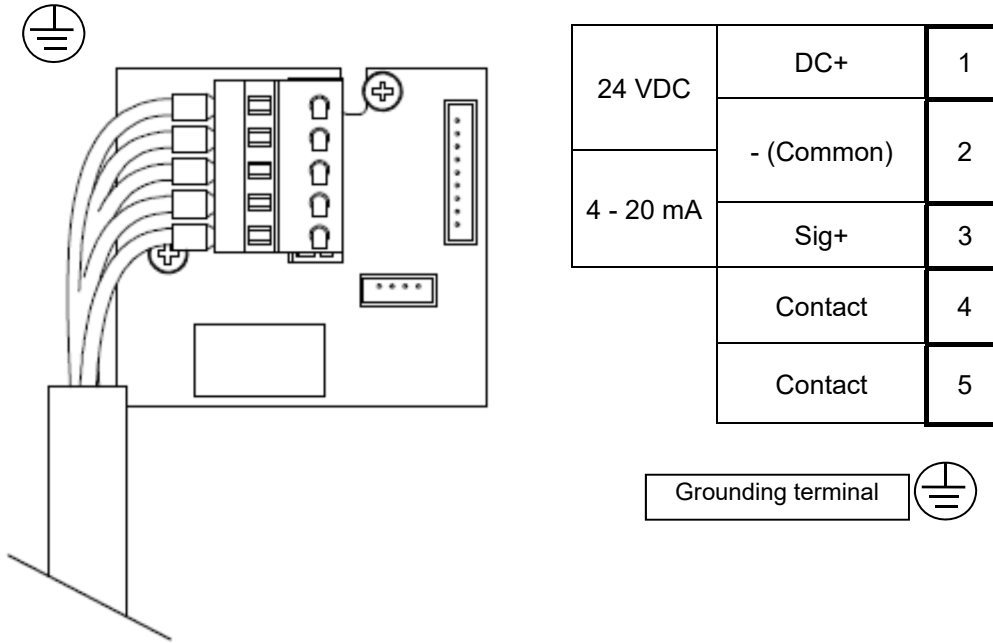 24 VDC
DC+
1
- (Common)
2
4 - 20 mA
Sig+
3
Contact
4
Contact
5
Grounding terminal